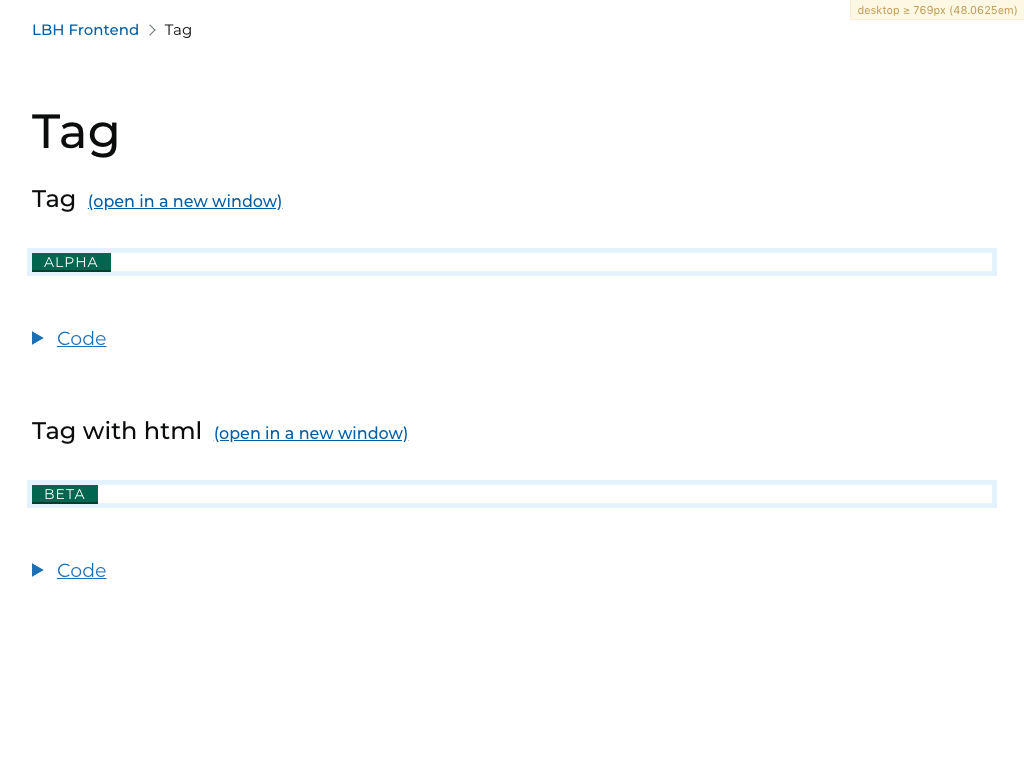 desktop ≥ 769px (48.0625em)
LBH Frontend > Tag
Tag
Tag (open in a new window)
ALPHA
Code
Tag with html (open in a new window)
BETA
Code